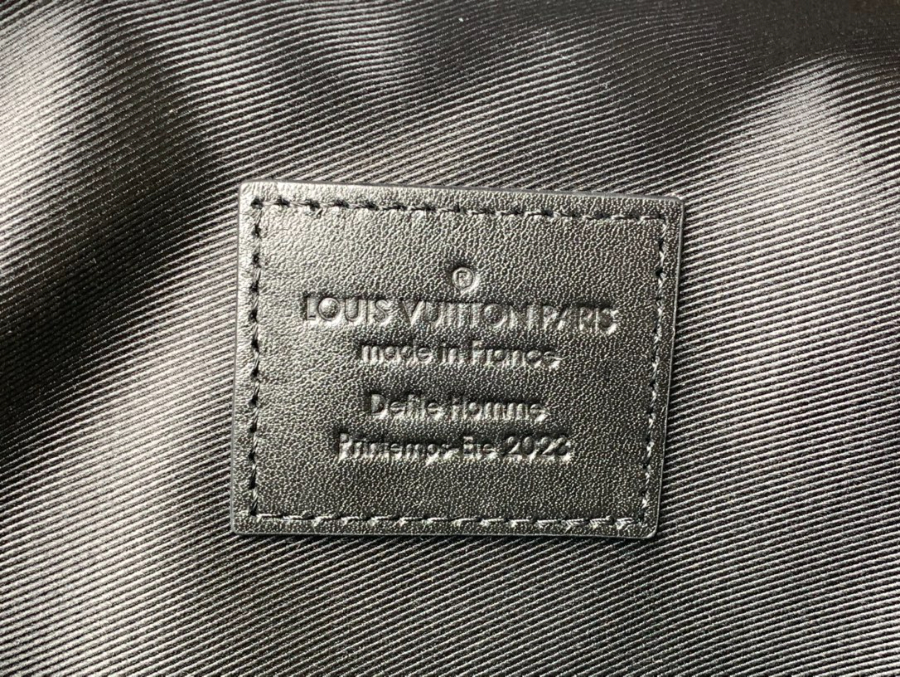 ®
LOUIS VUITTON PARIS
made in France
Defile Homme
Printemps-Ete 2023